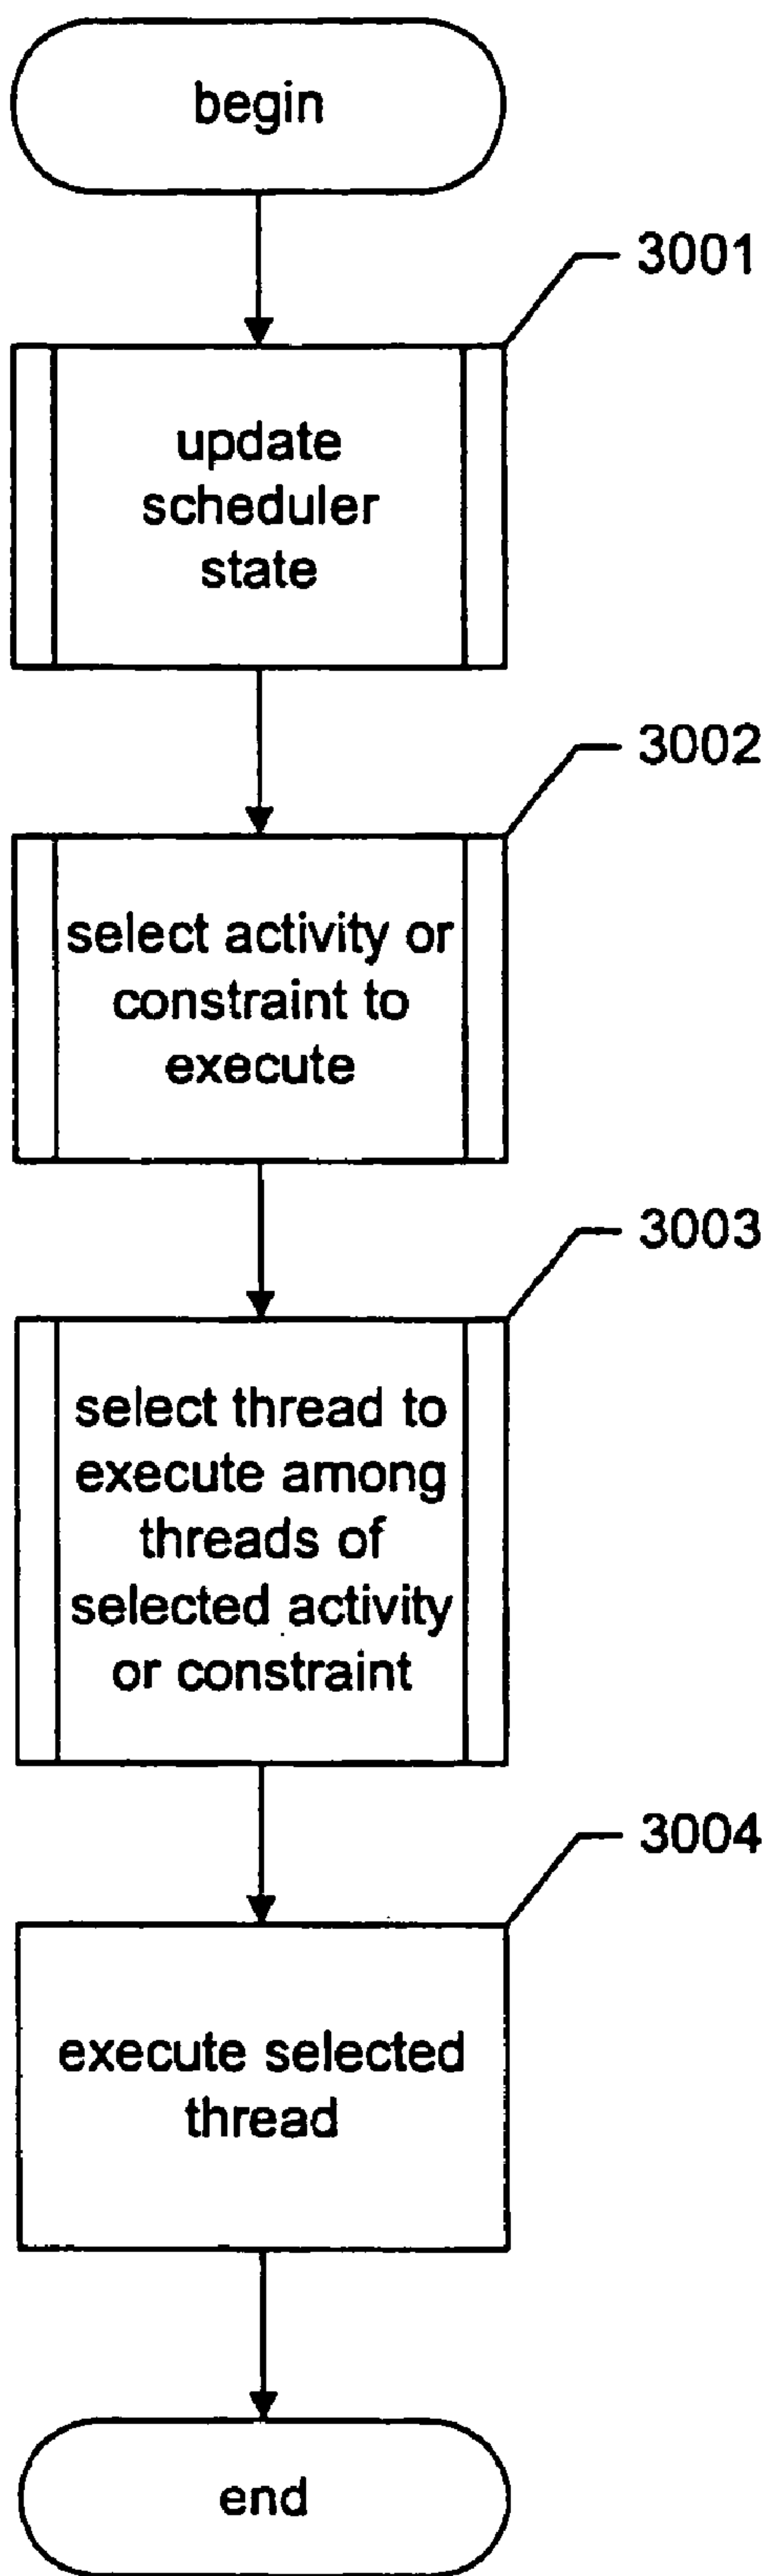 begin
3001
update
scheduler
state
3002
select activity or
constraint to
execute
3003
select thread to
execute among
threads of
selected activity
or constraint
3004
execute selected
thread
end